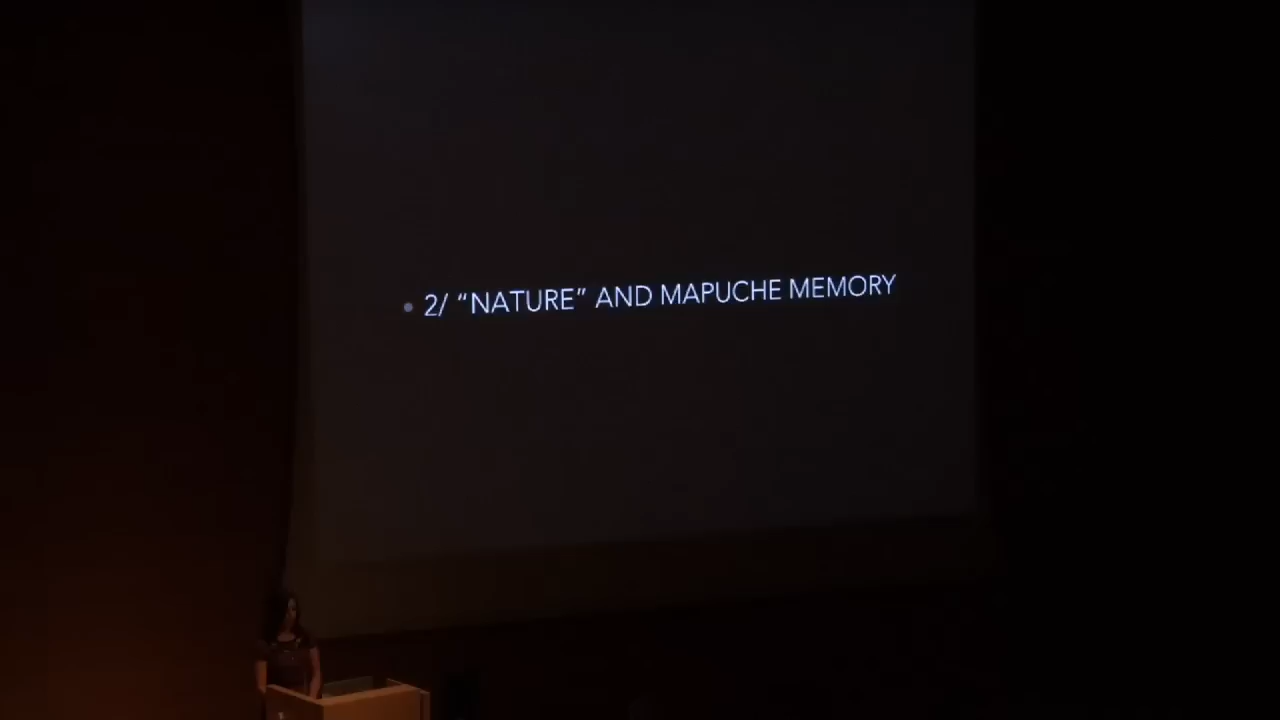 • 2/ “NATURE” AND MAPUCHE MEMORY